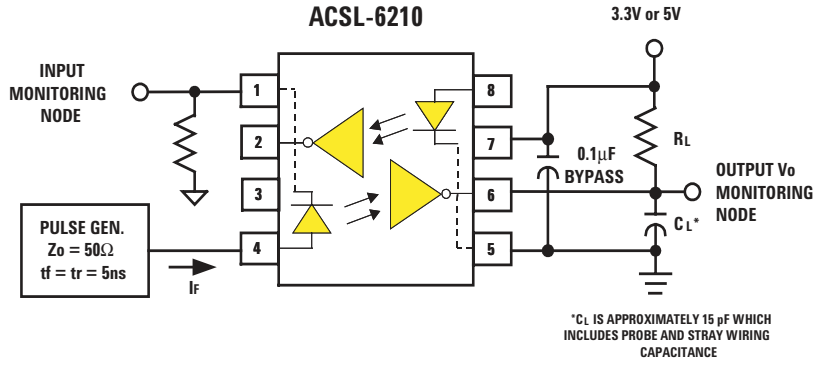 ACSL-6210
3.3V or 5V
INPUT
MONITORING
NODE
1
2
3
4
8
7
6
5
0.1μF
BYPASS
RL
OUTPUT Vo
MONITORING
NODE
CL*
PULSE GEN.
Zo = 50Ω
tf = tr = 5ns
IF
*CL IS APPROXIMATELY 15 pF WHICH
INCLUDES PROBE AND STRAY WIRING
CAPACITANCE